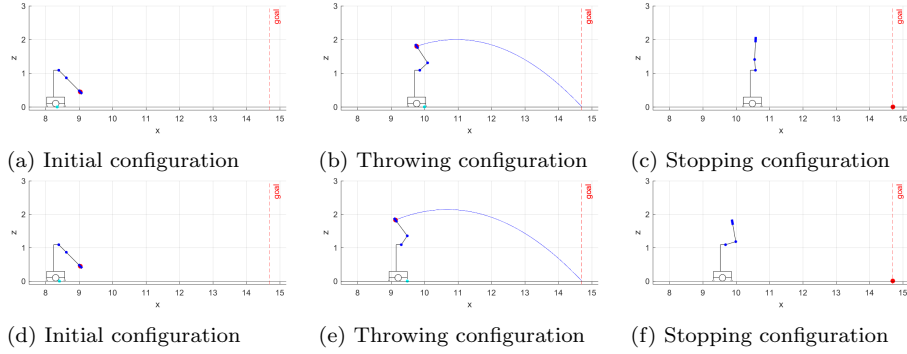 3
2
1
0
z
goal
8 9 10 11 12 13 14 15
x
3
2
1
0
z
goal
8 9 10 11 12 13 14 15
x
3
2
1
0
z
goal
8 9 10 11 12 13 14 15
x
(a) Initial configuration
(b) Throwing configuration
(c) Stopping configuration
3
2
1
0
z
goal
8 9 10 11 12 13 14 15
x
3
2
1
0
z
goal
8 9 10 11 12 13 14 15
x
3
2
1
0
z
goal
8 9 10 11 12 13 14 15
x
(d) Initial configuration
(e) Throwing configuration
(f) Stopping configuration